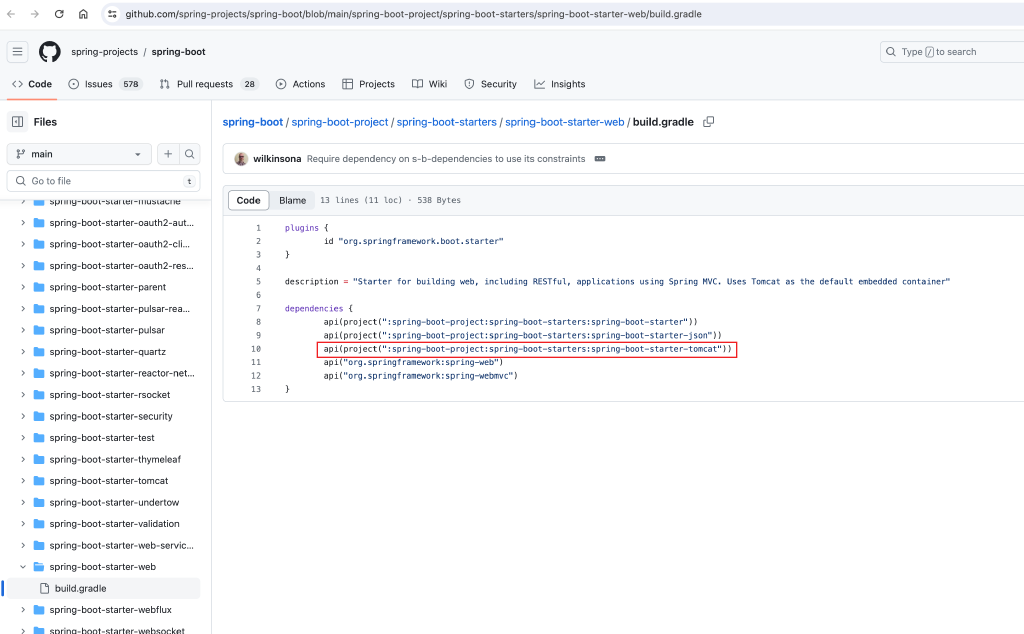 github.com/spring-projects/spring-boot/blob/main/spring-boot-project/spring-boot-starters/spring-boot-starter-web/build.gradle
spring-projects / spring-boot
Type / to search
Code
Issues 578
Pull requests 28
Actions
Projects
Wiki
Security
Insights
Files
main
Go to file
t
spring-boot-starter-mustache
spring-boot-starter-oauth2-aut...
spring-boot-starter-oauth2-cli...
spring-boot-starter-oauth2-res...
spring-boot-starter-parent
spring-boot-starter-pulsar-rea...
spring-boot-starter-pulsar
spring-boot-starter-quartz
spring-boot-starter-reactor-net...
spring-boot-starter-rsocket
spring-boot-starter-security
spring-boot-starter-test
spring-boot-starter-thymeleaf
spring-boot-starter-tomcat
spring-boot-starter-undertow
spring-boot-starter-validation
spring-boot-starter-web-servic...
spring-boot-starter-web
build.gradle
spring-boot-starter-webflux
spring-boot-starter-websocket
spring-boot / spring-boot-project / spring-boot-starters / spring-boot-starter-web / build.gradle
wilkinsona Require dependency on s-b-dependencies to use its constraints
Code Blame 13 lines (11 loc) · 538 Bytes
1 plugins {
2 id "org.springframework.boot.starter"
3 }
4
5 description = "Starter for building web, including RESTful, applications using Spring MVC. Uses Tomcat as the default embedded container"
6
7 dependencies {
8 api(project(":spring-boot-project:spring-boot-starters:spring-boot-starter"))
9 api(project(":spring-boot-project:spring-boot-starters:spring-boot-starter-json"))
10 api(project(":spring-boot-project:spring-boot-starters:spring-boot-starter-tomcat"))
11 api("org.springframework:spring-web")
12 api("org.springframework:spring-webmvc")
13 }